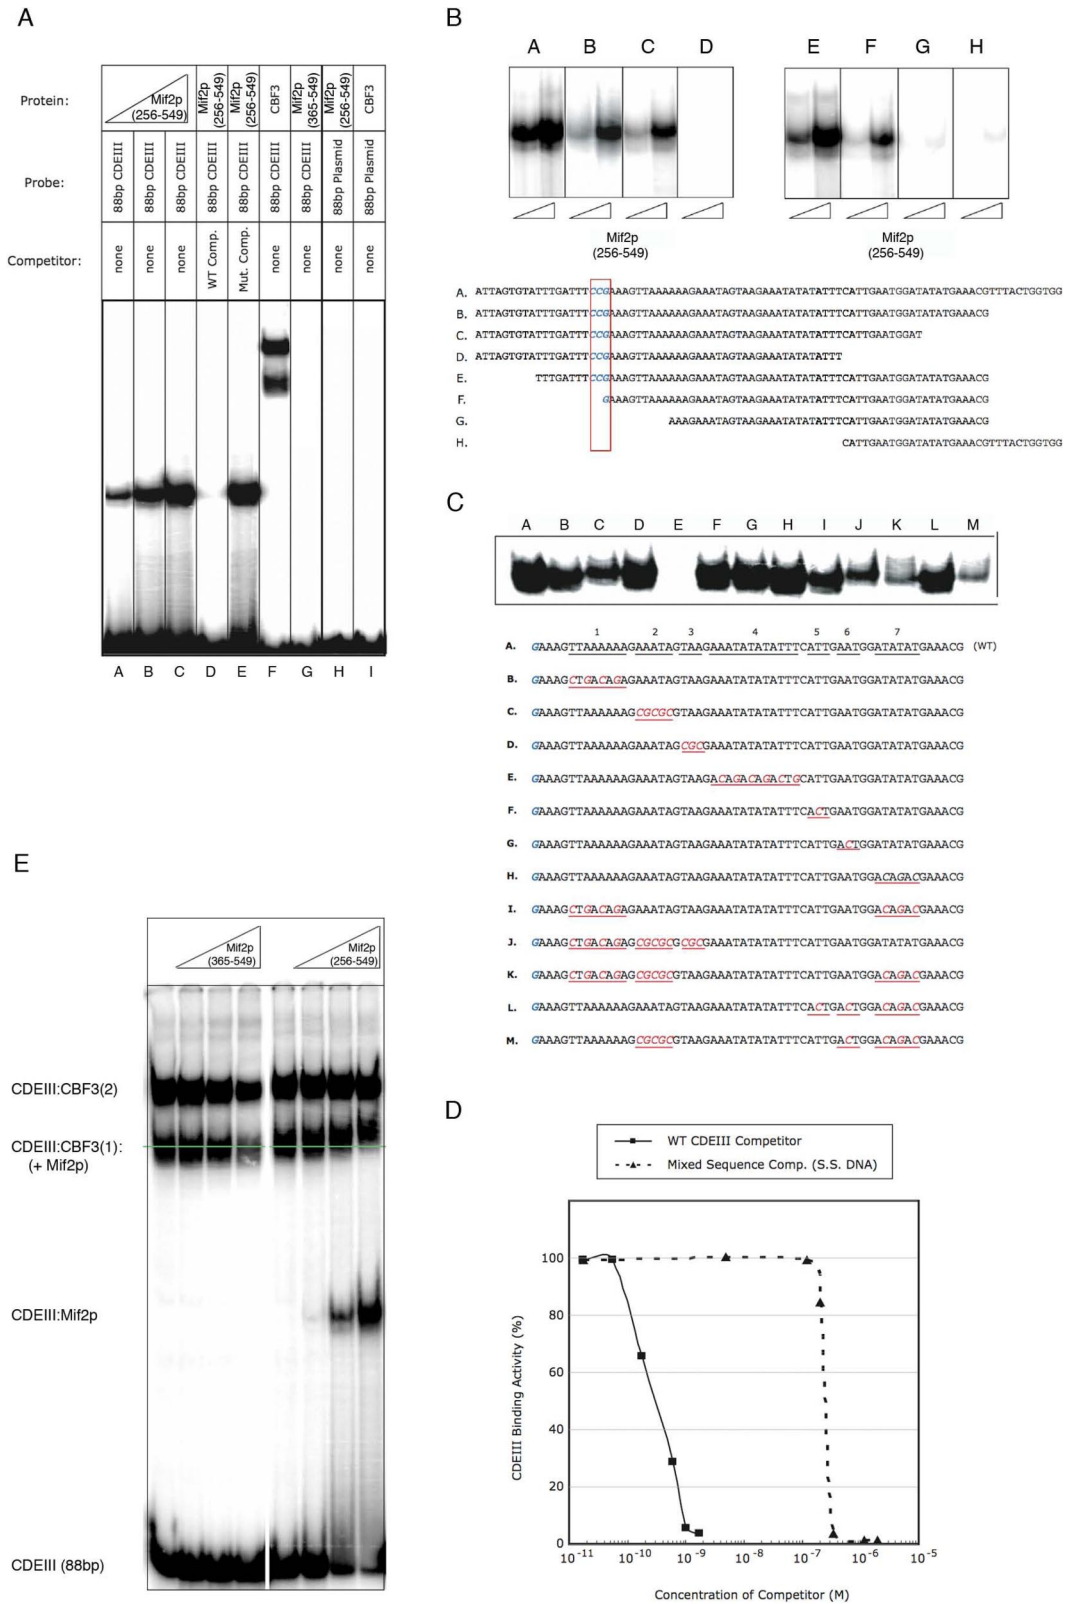 A
Protein:
Mif2p
(256-549)
Mif2p
(256-549)
Mif2p
(256-549)
CBF3
Mif2p
(365-549)
Mif2p
(256-549)
CBF3
Probe:
88bp CDEIII
88bp CDEIII
88bp CDEIII
88bp CDEIII
88bp CDEIII
88bp CDEIII
88bp CDEIII
88bp Plasmid
88bp Plasmid
Competitor:
none
none
none
WT Comp.
Mut. Comp.
none
none
none
none
A B C D E F G H I
B
A B C D E F G H
Mif2p
(256-549)
Mif2p
(256-549)
A. ATTAGTGTATTTGATTTCCGAAAGTTAAAAAAGAAATAGTAAGAAATATATATTTCATTGAATGGATATATGAAACGTTTACTGGTGG
B. ATTAGTGTATTTGATTTCCGAAAGTTAAAAAAGAAATAGTAAGAAATATATATTTCATTGAATGGATATATGAAACG
C. ATTAGTGTATTTGATTTCCGAAAGTTAAAAAAGAAATAGTAAGAAATATATATTTCATTGAATGGAT
D. ATTAGTGTATTTGATTTCCGAAAGTTAAAAAAGAAATAGTAAGAAATATATATTT
E. TTTGATTTCCGAAAGTTAAAAAAGAAATAGTAAGAAATATATATTTCATTGAATGGATATATGAAACG
F. GAAAGTTAAAAAAGAAATAGTAAGAAATATATATTTCATTGAATGGATATATGAAACG
G. AAAGAAATAGTAAGAAATATATATTTCATTGAATGGATATATGAAACG
H. CATTGAATGGATATATGAAACGTTTACTGGTGG
C
A B C D E F G H I J K L M
1 2 3 4 5 6 7
A. GAAAGTTAAAAAAGAAATAGTAAGAAATATATATTTCATTGAATGGATATATGAAACG (WT)
B. GAAAGCTGACAGAGAAATAGTAAGAAATATATATTTCATTGAATGGATATATGAAACG
C. GAAAGTTAAAAAAGCGCGCGTAAGAAATATATATTTCATTGAATGGATATATGAAACG
D. GAAAGTTAAAAAAGAAATAGCGCGAAATATATATTTCATTGAATGGATATATGAAACG
E. GAAAGTTAAAAAAGAAATAGTAAGACAGACAGACTGCATTGAATGGATATATGAAACG
F. GAAAGTTAAAAAAGAAATAGTAAGAAATATATATTTCACTGAATGGATATATGAAACG
G. GAAAGTTAAAAAAGAAATAGTAAGAAATATATATTTCATTGACTGGATATATGAAACG
H. GAAAGTTAAAAAAGAAATAGTAAGAAATATATATTTCATTGAATGGACAGACGAAACG
I. GAAAGCTGACAGAGAAATAGTAAGAAATATATATTTCATTGAATGGACAGACGAAACG
J. GAAAGCTGACAGAGCGCGCGCGCGAAATATATATTTCATTGAATGGATATATGAAACG
K. GAAAGCTGACAGAGCGCGCGTAAGAAATATATATTTCATTGAATGGACAGACGAAACG
L. GAAAGTTAAAAAAGAAATAGTAAGAAATATATATTTCACTGACTGGACAGACGAAACG
M. GAAAGTTAAAAAAGCGCGCGTAAGAAATATATATTTCATTGACTGGACAGACGAAACG
D
WT CDEIII Competitor
Mixed Sequence Comp. (S.S. DNA)
CDEIII Binding Activity (%)
100
80
60
40
20
0
10-11 10-10 10-9 10-8 10-7 10-6 10-5
Concentration of Competitor (M)
E
Mif2p
(365-549)
Mif2p
(256-549)
CDEIII:CBF3(2)
CDEIII:CBF3(1):
(+ Mif2p)
CDEIII:Mif2p
CDEIII (88bp)